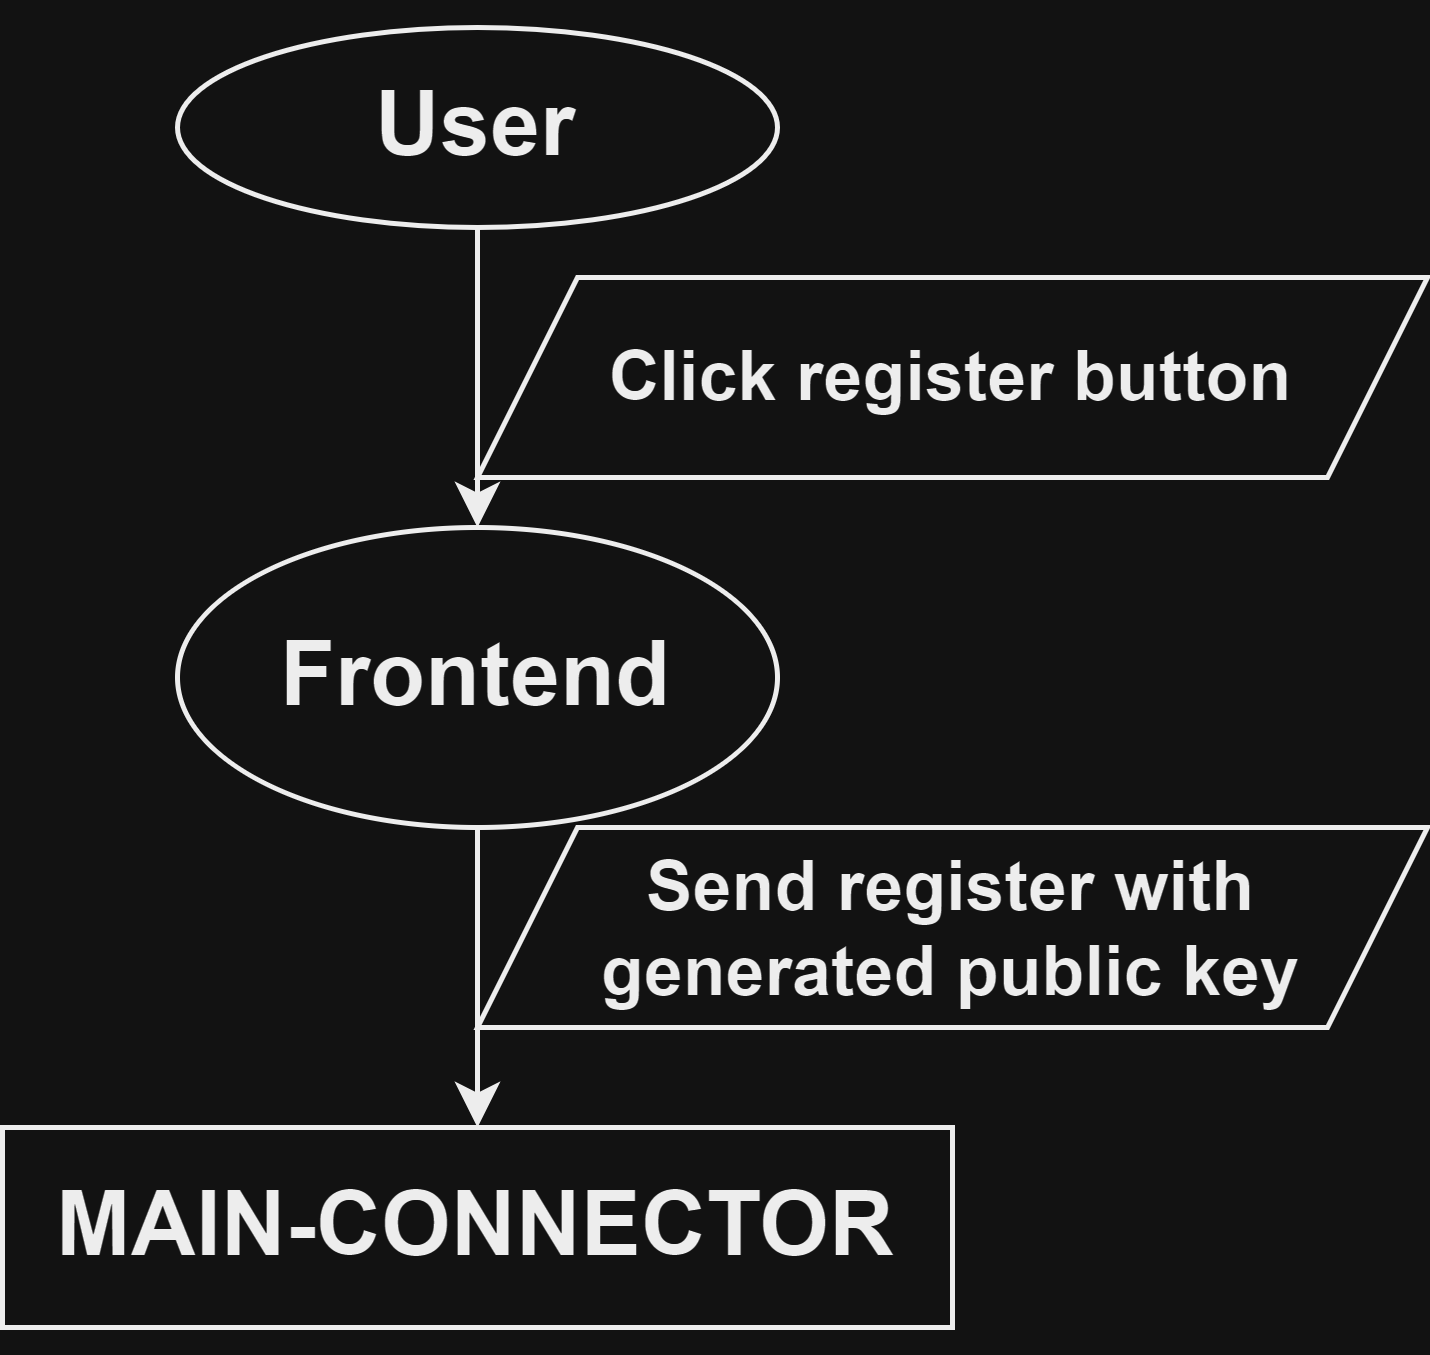 User
Click register button
Frontend
Send register with
generated public key
MAIN-CONNECTOR